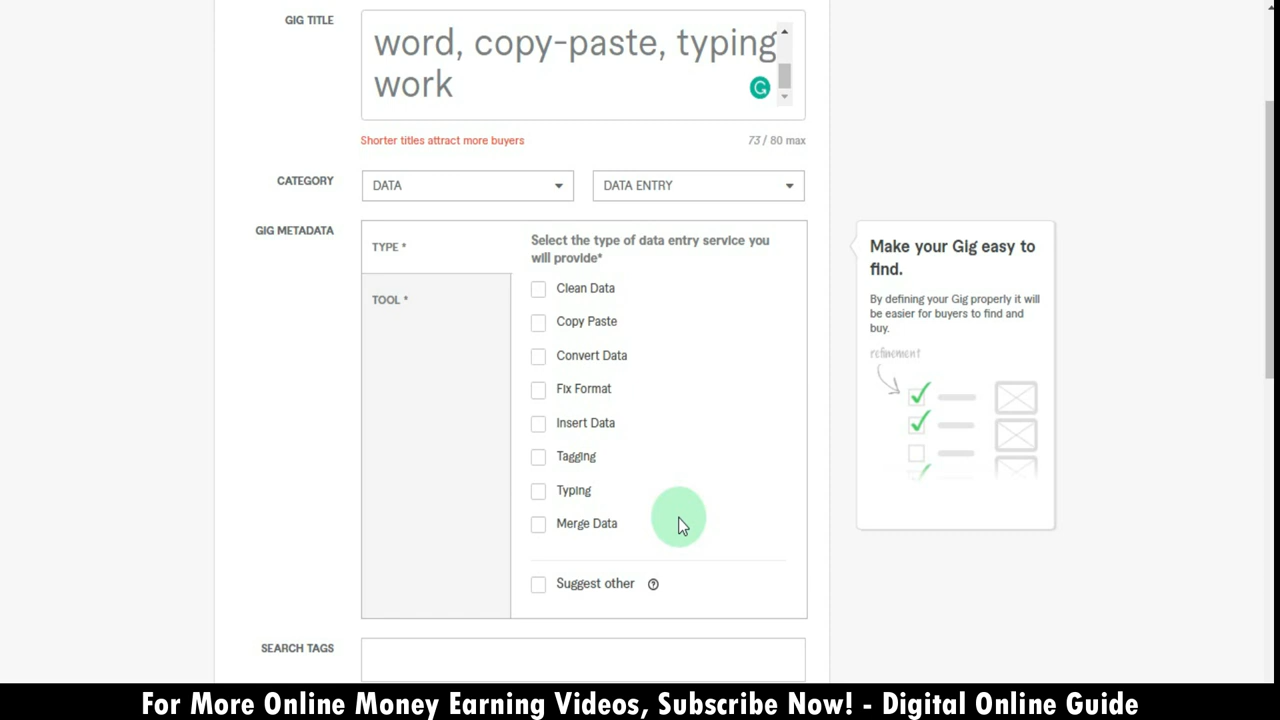 GIG TITLE
word, copy-paste, typing
work
Shorter titles attract more buyers
73 / 80 max
CATEGORY
DATA
DATA ENTRY
GIG METADATA
TYPE *
TOOL *
Select the type of data entry service you
will provide*
Clean Data
Copy Paste
Convert Data
Fix Format
Insert Data
Tagging
Typing
Merge Data
Suggest other
Make your Gig easy to
find.
By defining your Gig properly it will
be easier for buyers to find and
buy.
refinement
SEARCH TAGS
For More Online Money Earning Videos, Subscribe Now! - Digital Online Guide